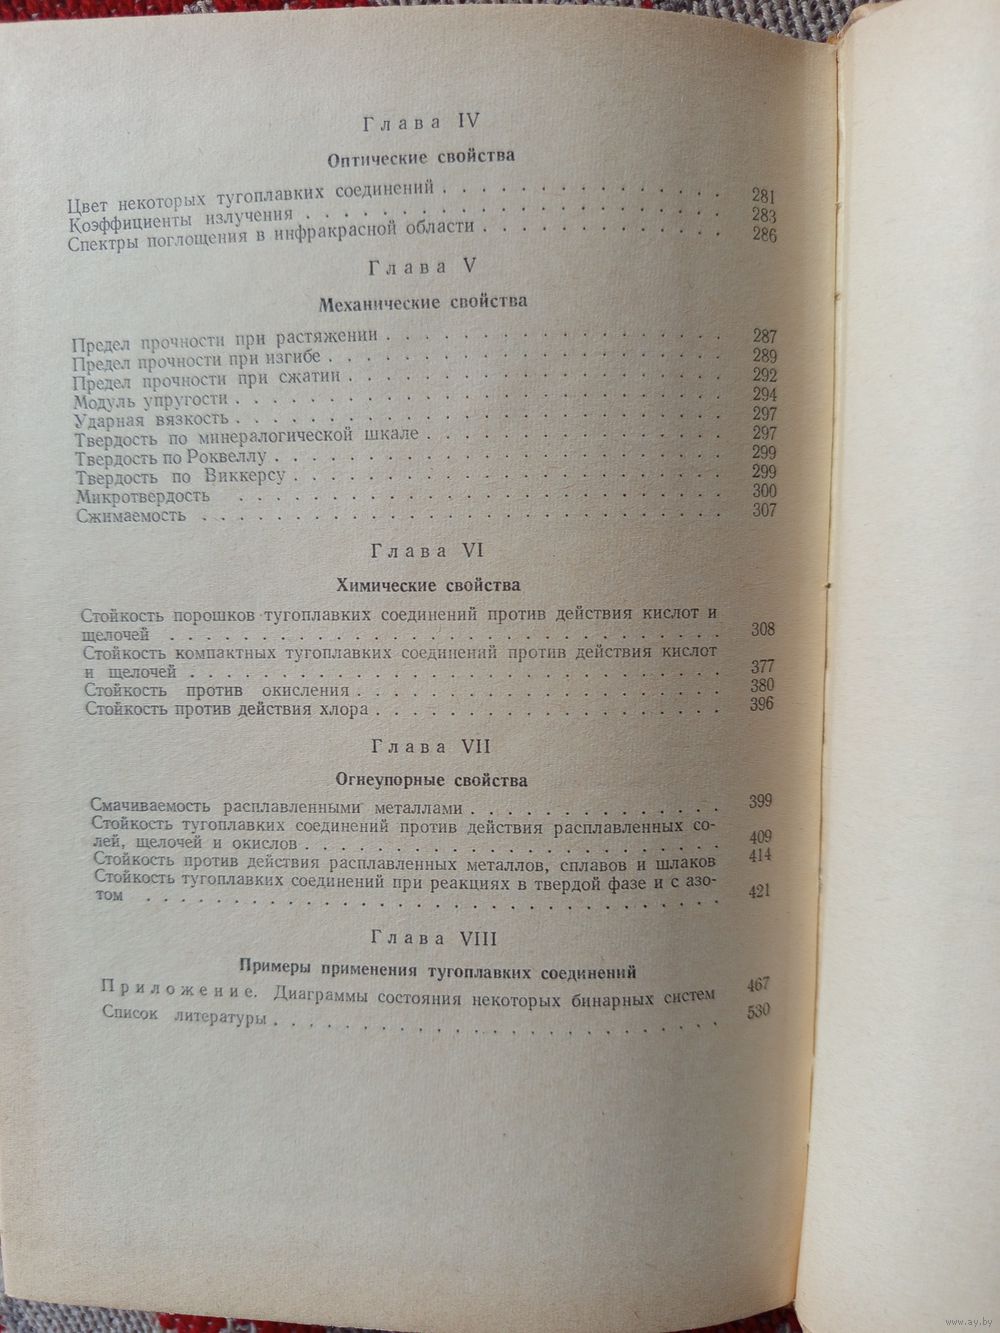 Глава IV
Оптические свойства
Цвет некоторых тугоплавких соединений . . . . . . . . . . . . . 281
Коэффициенты излучения . . . . . . . . . . . . . . . . . . 283
Спектры поглощения в инфракрасной области . . . . . . . . . . . 286
Глава V
Механические свойства
Предел прочности при растяжении . . . . . . . . . . . . . . . 287
Предел прочности при изгибе . . . . . . . . . . . . . . . . . 289
Предел прочности при сжатии . . . . . . . . . . . . . . . . . 292
Модуль упругости . . . . . . . . . . . . . . . . . . . . . 294
Ударная вязкость . . . . . . . . . . . . . . . . . . . . . 297
Твердость по минералогической шкале . . . . . . . . . . . . . 297
Твердость по Роквеллу . . . . . . . . . . . . . . . . . . . 299
Твердость по Виккерсу . . . . . . . . . . . . . . . . . . . 299
Микротвердость . . . . . . . . . . . . . . . . . . . . . 300
Сжимаемость . . . . . . . . . . . . . . . . . . . . . . . 307
Глава VI
Химические свойства
Стойкость порошков тугоплавких соединений против действия кислот и
щелочей . . . . . . . . . . . . . . . . . . . . . . . . 308
Стойкость компактных тугоплавких соединений против действия кислот
и щелочей . . . . . . . . . . . . . . . . . . . . . . . 377
Стойкость против окисления . . . . . . . . . . . . . . . . . 380
Стойкость против действия хлора . . . . . . . . . . . . . . . 396
Глава VII
Огнеупорные свойства
Смачиваемость расплавленными металлами . . . . . . . . . . . . 399
Стойкость тугоплавких соединений против действия расплавленных со-
лей, щелочей и окислов . . . . . . . . . . . . . . . . . . 409
Стойкость против действия расплавленных металлов, сплавов и шлаков 414
Стойкость тугоплавких соединений при реакциях в твердой фазе и с азо-
том . . . . . . . . . . . . . . . . . . . . . . . . . 421
Глава VIII
Примеры применения тугоплавких соединений
Приложение. Диаграммы состояния некоторых бинарных систем 467
Список литературы . . . . . . . . . . . . . . . . . . . . 530
www.ay.by